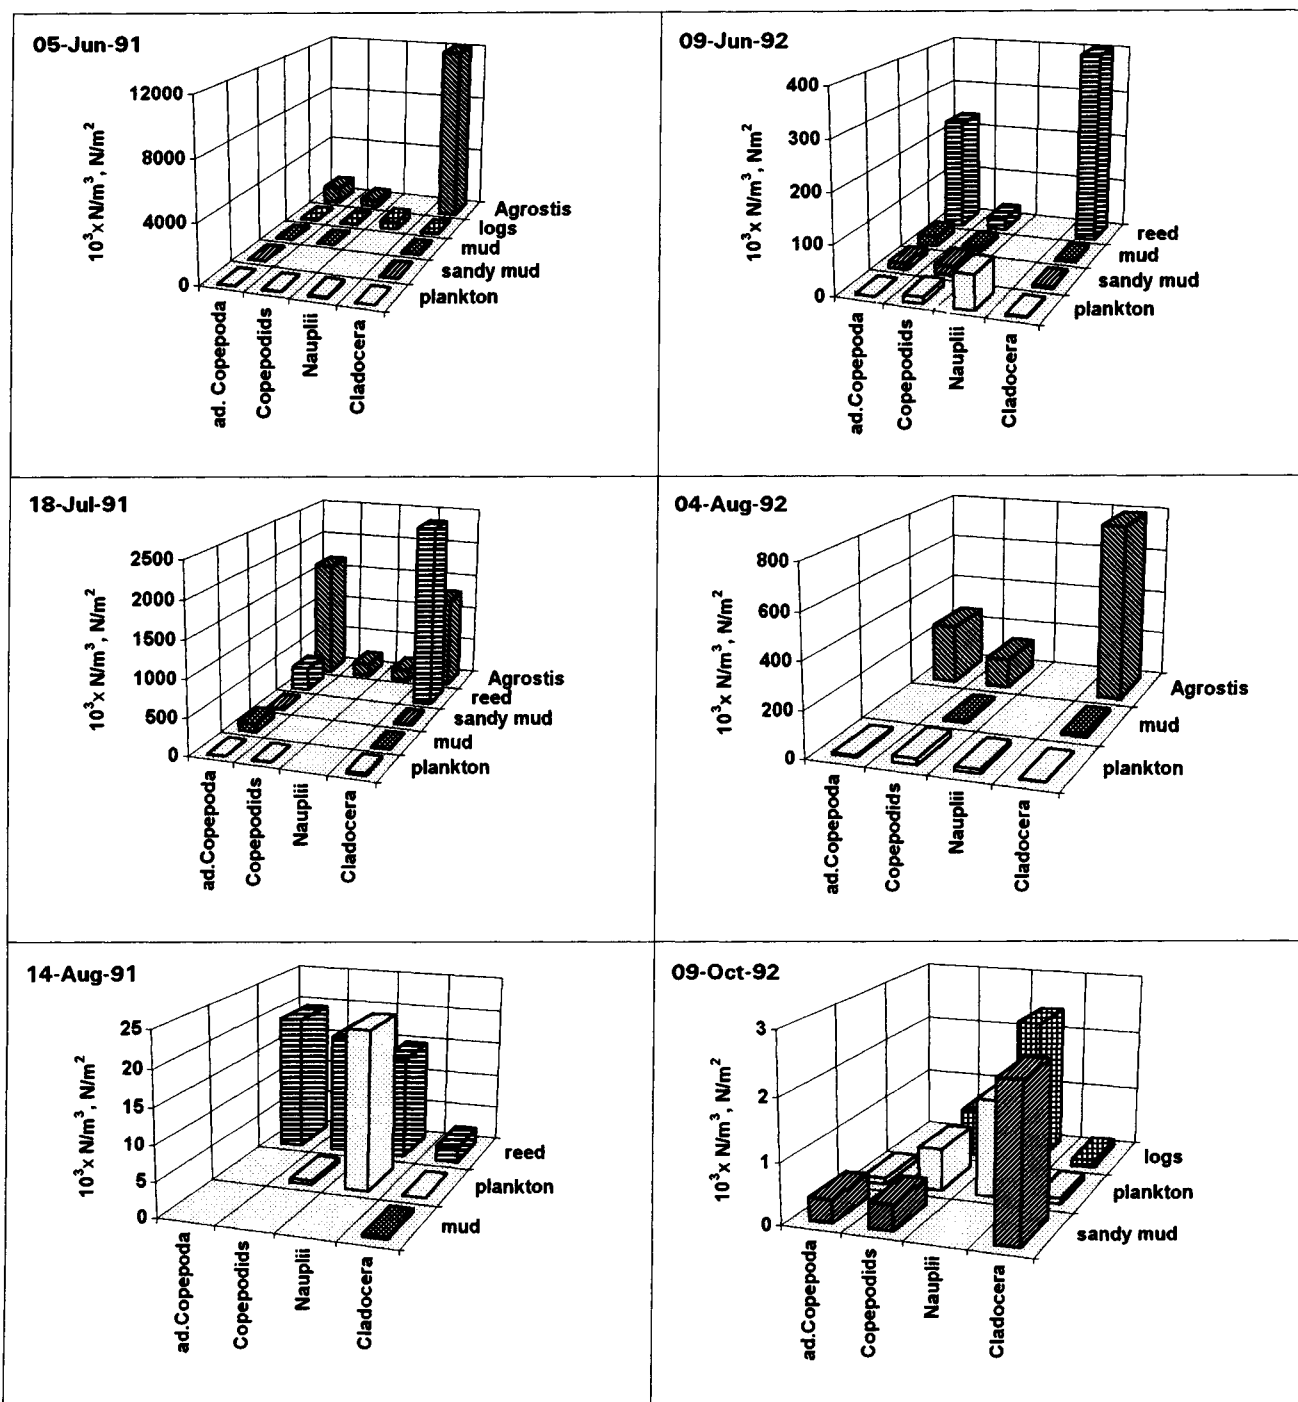 05-Jun-91
12000
8000
4000
0
10³x N/m³, N/m²
Agrostis
logs
mud
sandy mud
plankton
ad. Copepoda
Copepodids
Nauplii
Cladocera
09-Jun-92
400
300
200
100
0
10³x N/m³, Nm²
reed
mud
sandy mud
plankton
ad.Copepoda
Copepodids
Nauplii
Cladocera
18-Jul-91
2500
2000
1500
1000
500
0
10³x N/m³, N/m²
Agrostis
reed
sandy mud
mud
plankton
ad.Copepoda
Copepodids
Nauplii
Cladocera
04-Aug-92
800
600
400
200
0
10³x N/m³, N/m²
Agrostis
mud
plankton
ad.Copepoda
Copepodids
Nauplii
Cladocera
14-Aug-91
25
20
15
10
5
0
10³x N/m³, N/m²
reed
plankton
mud
ad.Copepoda
Copepodids
Nauplii
Cladocera
09-Oct-92
3
2
1
0
10³x N/m³, N/m²
logs
plankton
sandy mud
ad.Copepoda
Copepodids
Nauplii
Cladocera